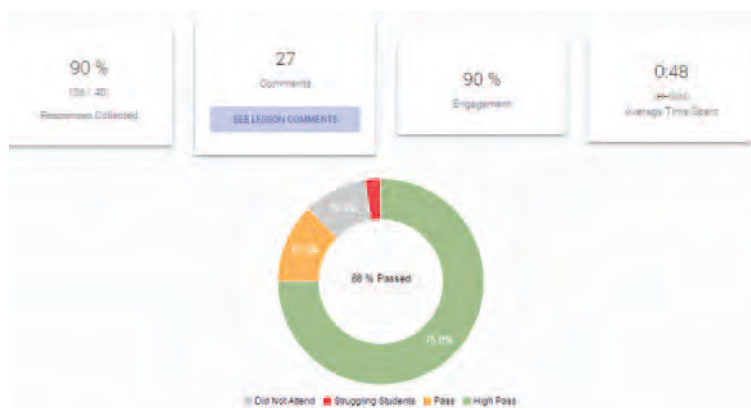 90 %
(36 / 40)
Responses Collected
27
Comments
SEE LESSON COMMENTS
90 %
Engagement
0:48
Average Time Spent
88 % Passed
75.0%
Did Not Attend Struggling Students Pass High Pass